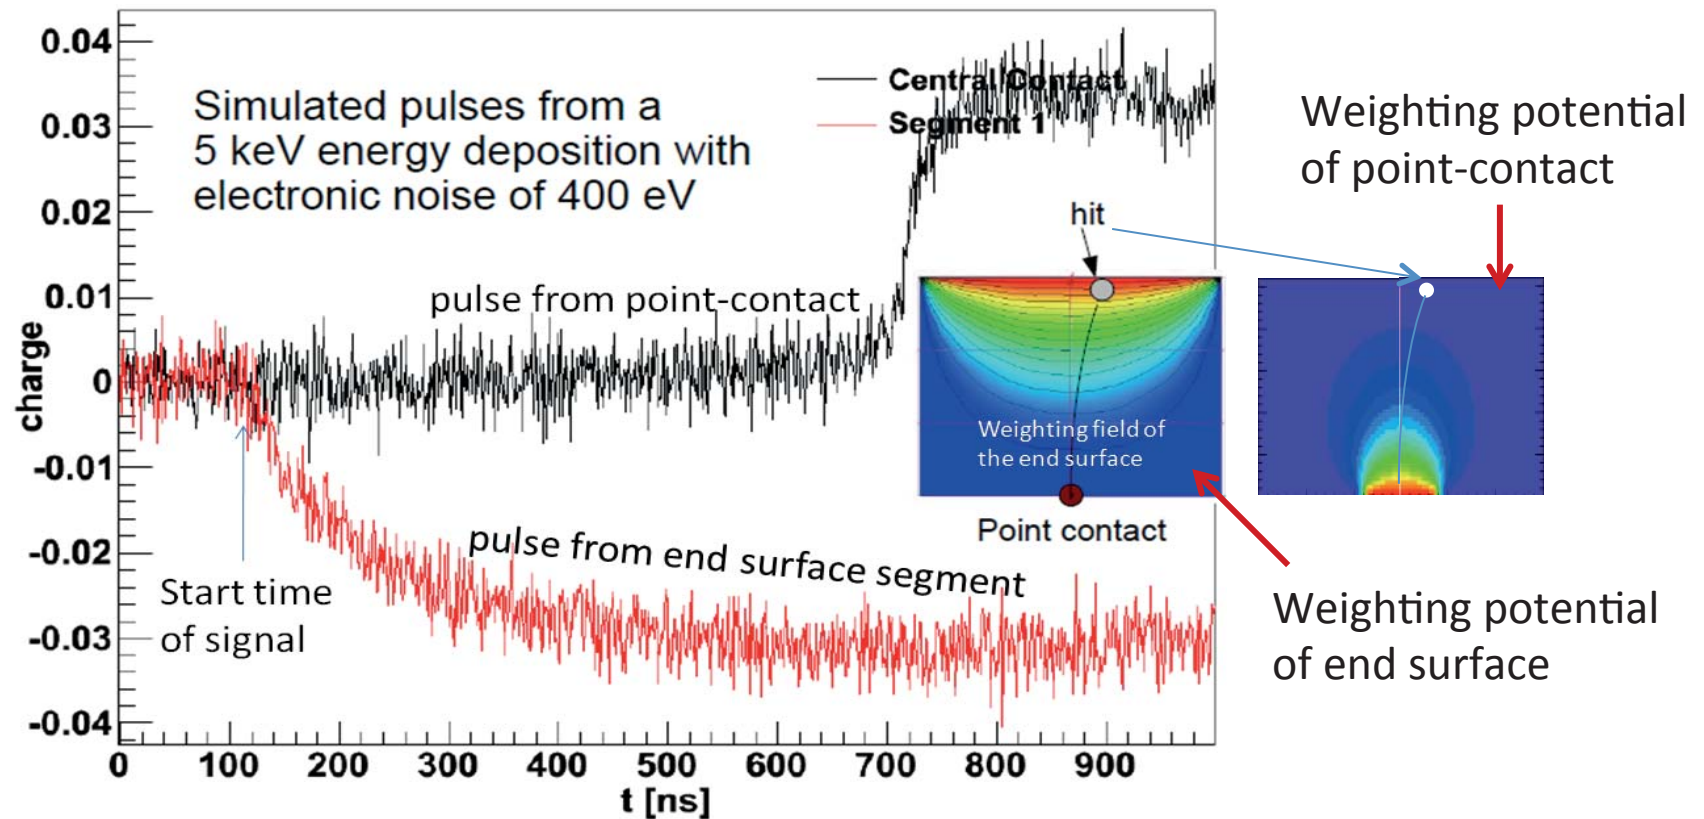 0.04
0.03
0.02
0.01
0
-0.01
-0.02
-0.03
-0.04
charge
Simulated pulses from a
5 keV energy deposition with
electronic noise of 400 eV
Central Contact
Segment 1
pulse from point-contact
hit
Weighting potential
of point-contact
Weighting field of
the end surface
Point contact
pulse from end surface segment
Start time
of signal
Weighting potential
of end surface
0 100 200 300 400 500 600 700 800 900
t [ns]